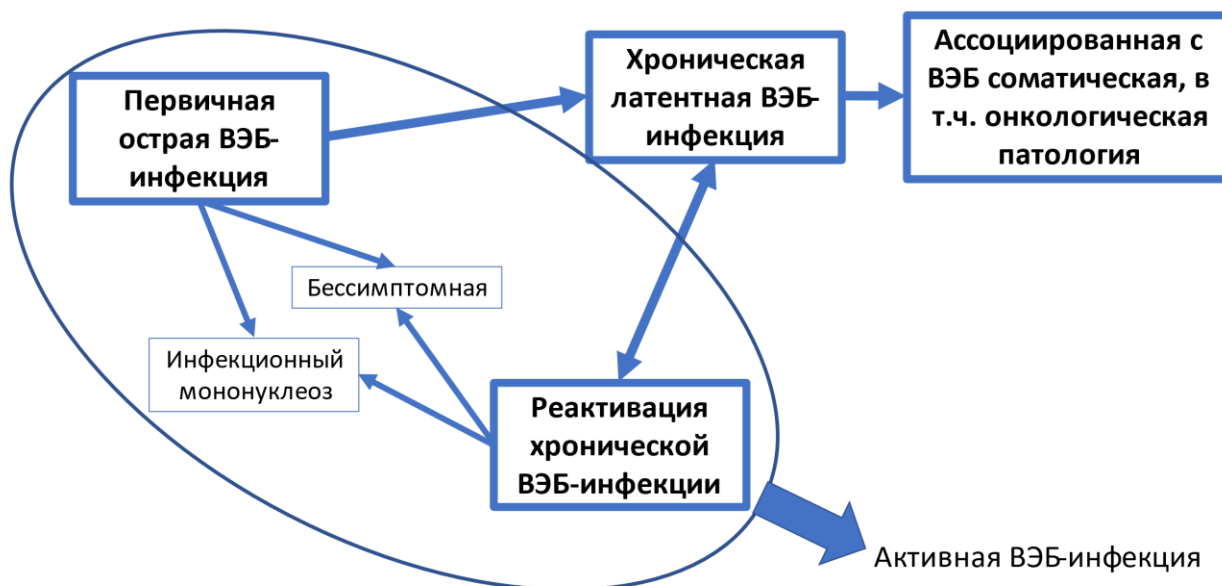 Первичная
острая ВЭБ-
инфекция
Хроническая
латентная ВЭБ-
инфекция
Ассоциированная с
ВЭБ соматическая, в
т.ч. онкологическая
патология
Бессимптомная
Инфекционный
мононуклеоз
Реактивация
хронической
ВЭБ-инфекции
Активная ВЭБ-инфекция